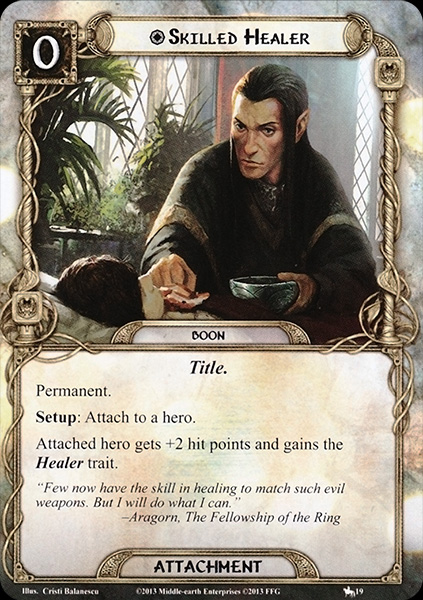 0
Skilled Healer
Boon
Title.
Permanent.
Setup: Attach to a hero.
Attached hero gets +2 hit points and gains the
Healer trait.
“Few now have the skill in healing to match such evil
weapons. But I will do what I can.”
–Aragorn, The Fellowship of the Ring
Attachment
Illus. Cristi Balanescu ©2013 Middle-earth Enterprises ©2013 FFG 19